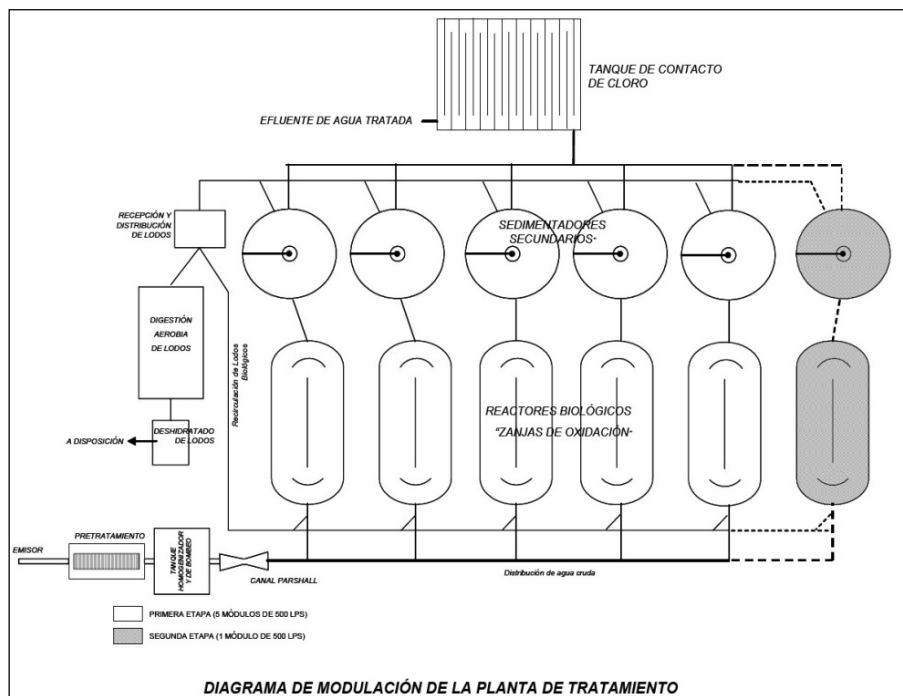 TANQUE DE CONTACTO
DE CLORO
EFLUENTE DE AGUA TRATADA
RECEPCIÓN Y
DISTRIBUCIÓN
DE LODOS
SEDIMENTADORES
SECUNDARIOS-
DIGESTIÓN
AEROBIA
DE LODOS
Recirculación de Lodos
Biológicos
REACTORES BIOLÓGICOS
"ZANJAS DE OXIDACIÓN-
DESHIDRATADO
DE LODOS
A DISPOSICIÓN
PRETRATAMIENTO
EMISOR
TANQUE
HOMOGENIZADOR
Y DE BOMBEO
CANAL PARSHALL
Distribución de agua cruda
PRIMERA ETAPA (5 MÓDULOS DE 500 LPS)
SEGUNDA ETAPA (1 MÓDULO DE 500 LPS)
DIAGRAMA DE MODULACIÓN DE LA PLANTA DE TRATAMIENTO